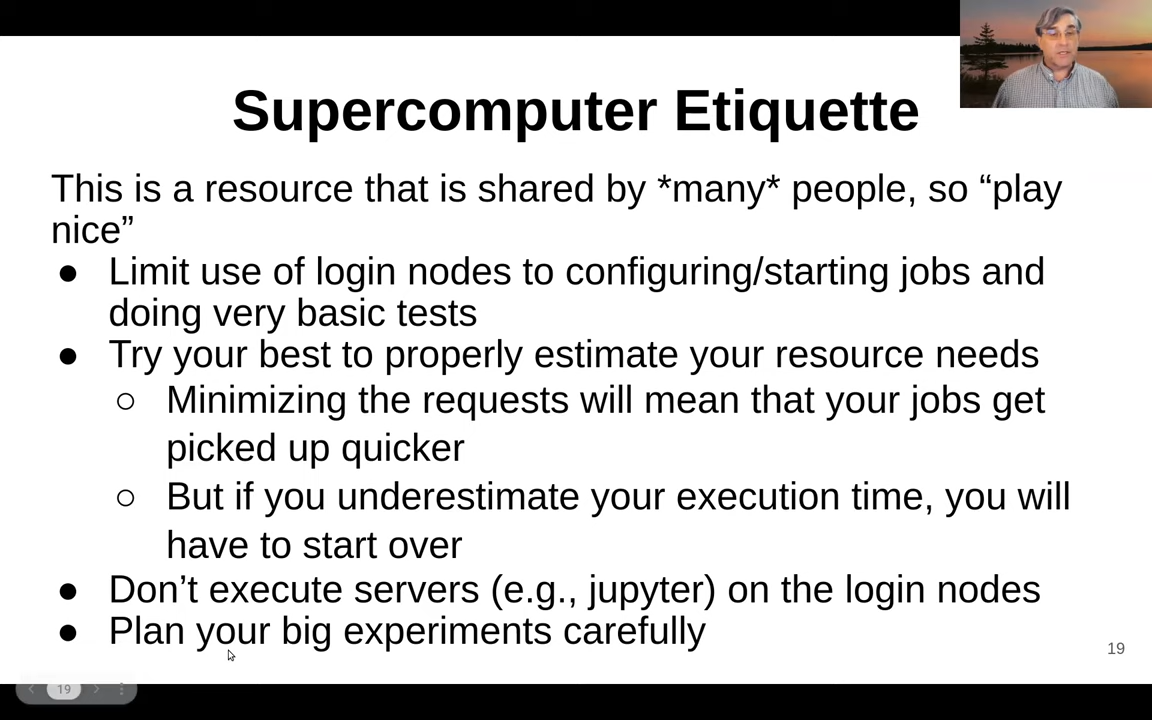 Supercomputer Etiquette
This is a resource that is shared by *many* people, so “play
nice”
● Limit use of login nodes to configuring/starting jobs and
doing very basic tests
● Try your best to properly estimate your resource needs
○ Minimizing the requests will mean that your jobs get
picked up quicker
○ But if you underestimate your execution time, you will
have to start over
● Don’t execute servers (e.g., jupyter) on the login nodes
● Plan your big experiments carefully
19
19